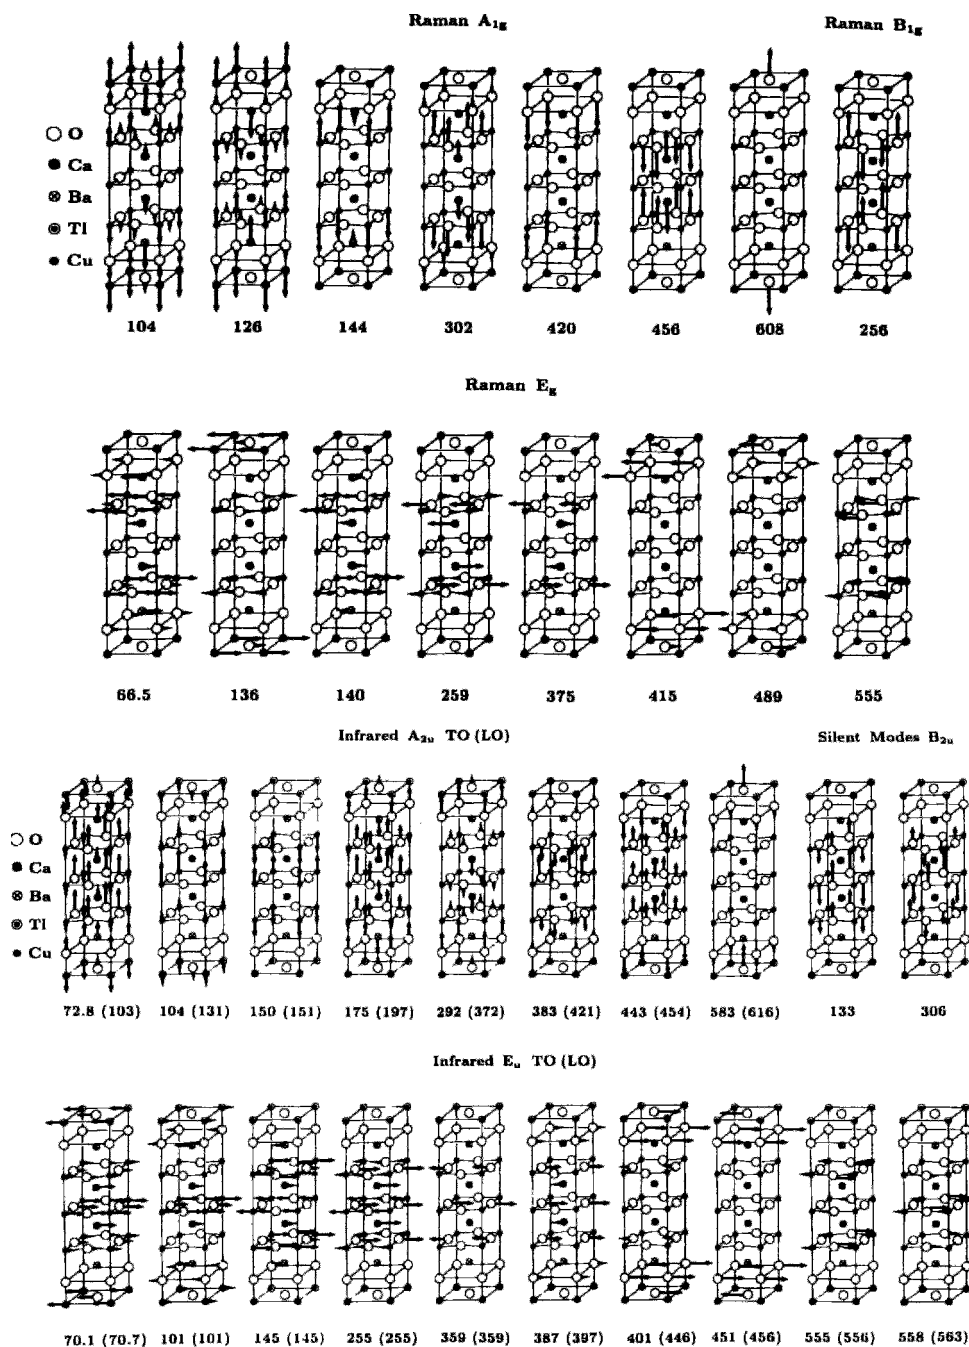 Raman A1g Raman B1g
O
Ca
Ba
Tl
Cu
104 126 144 302 420 456 608 256
Raman Eg
66.5 136 140 259 375 415 489 555
Infrared A2u TO (LO) Silent Modes B2u
O
Ca
Ba
Tl
Cu
72.8 (103) 104 (131) 150 (151) 175 (197) 292 (372) 383 (421) 443 (454) 583 (616) 133 306
Infrared Eu TO (LO)
70.1 (70.7) 101 (101) 145 (145) 255 (255) 359 (359) 387 (397) 401 (446) 451 (456) 555 (556) 558 (563)